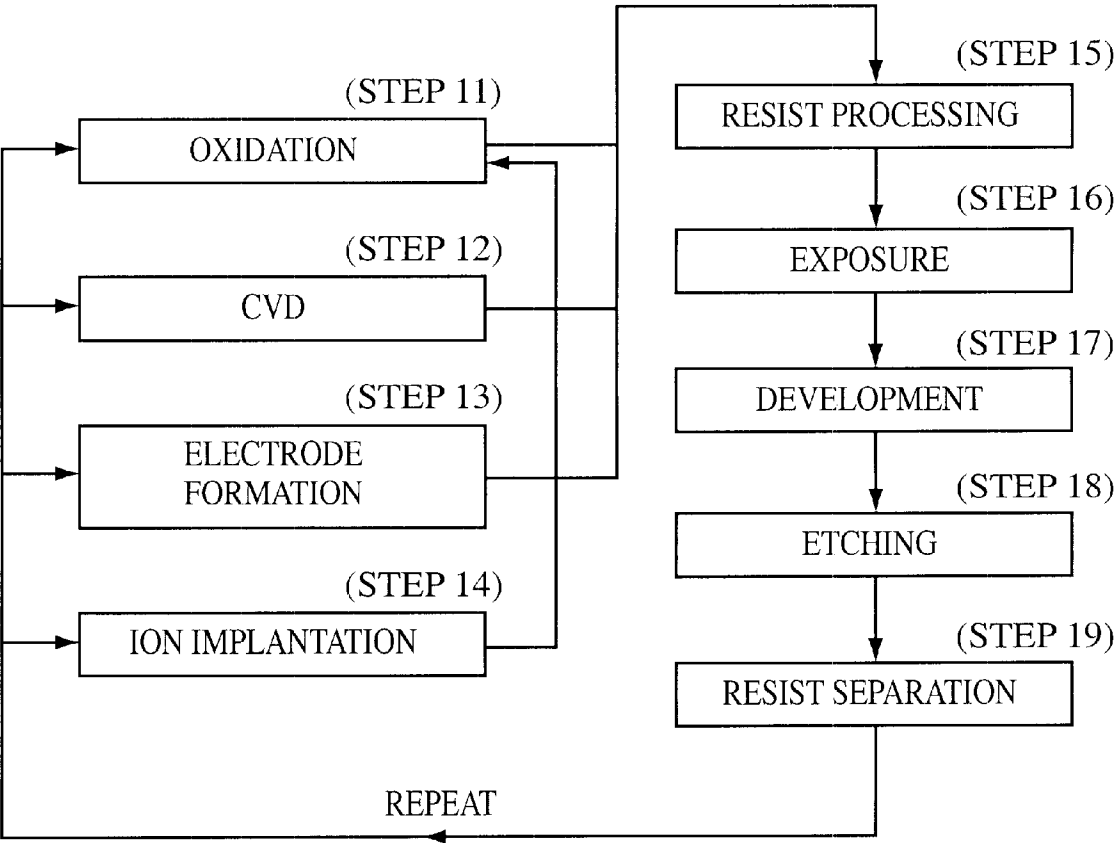 (STEP 11)
OXIDATION
(STEP 12)
CVD
(STEP 13)
ELECTRODE
FORMATION
(STEP 14)
ION IMPLANTATION
(STEP 15)
RESIST PROCESSING
(STEP 16)
EXPOSURE
(STEP 17)
DEVELOPMENT
(STEP 18)
ETCHING
(STEP 19)
RESIST SEPARATION
REPEAT